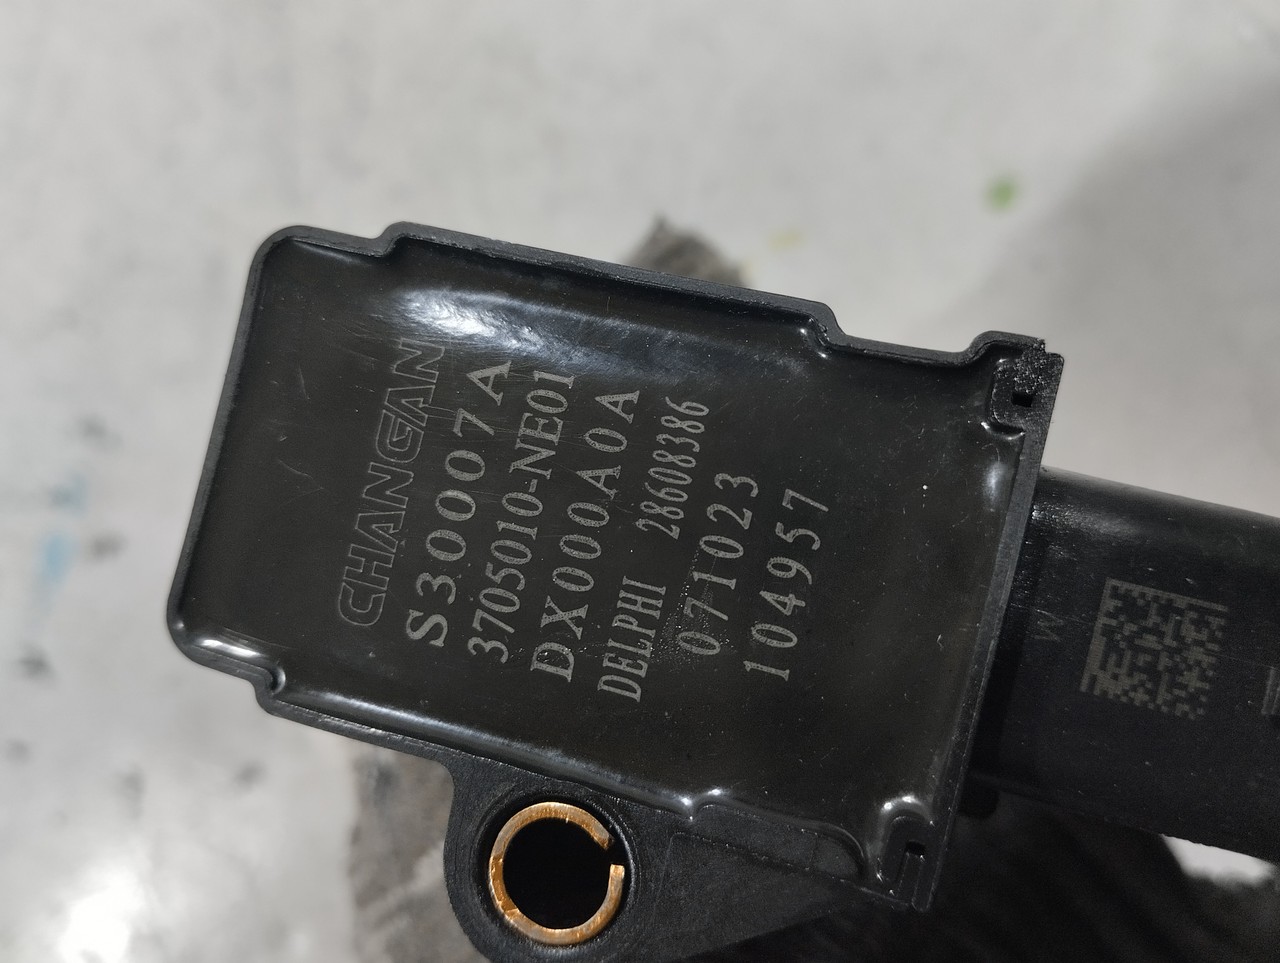 CHANGAN
S30007A
3705010-NE01
DX000A0A
DELPHI 28608386
071023
104957
M